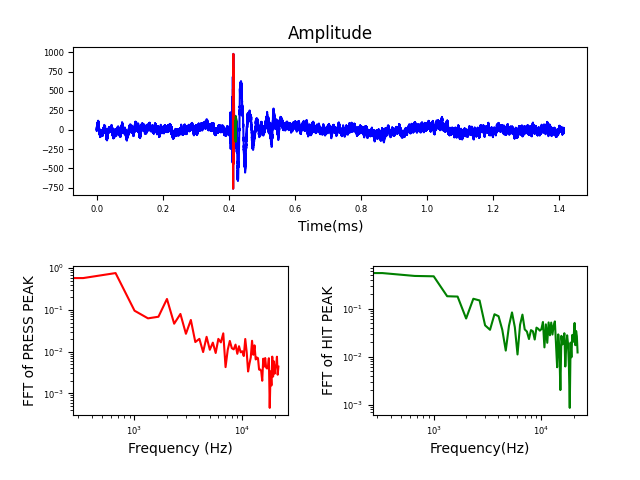 Amplitude
1000
750
500
250
0
−250
−500
−750
0.0 0.2 0.4 0.6 0.8 1.0 1.2 1.4
Time(ms)
FFT of PRESS PEAK
10⁰
10⁻¹
10⁻²
10⁻³
10³ 10⁴
Frequency (Hz)
FFT of HIT PEAK
10⁻¹
10⁻²
10⁻³
10³ 10⁴
Frequency(Hz)